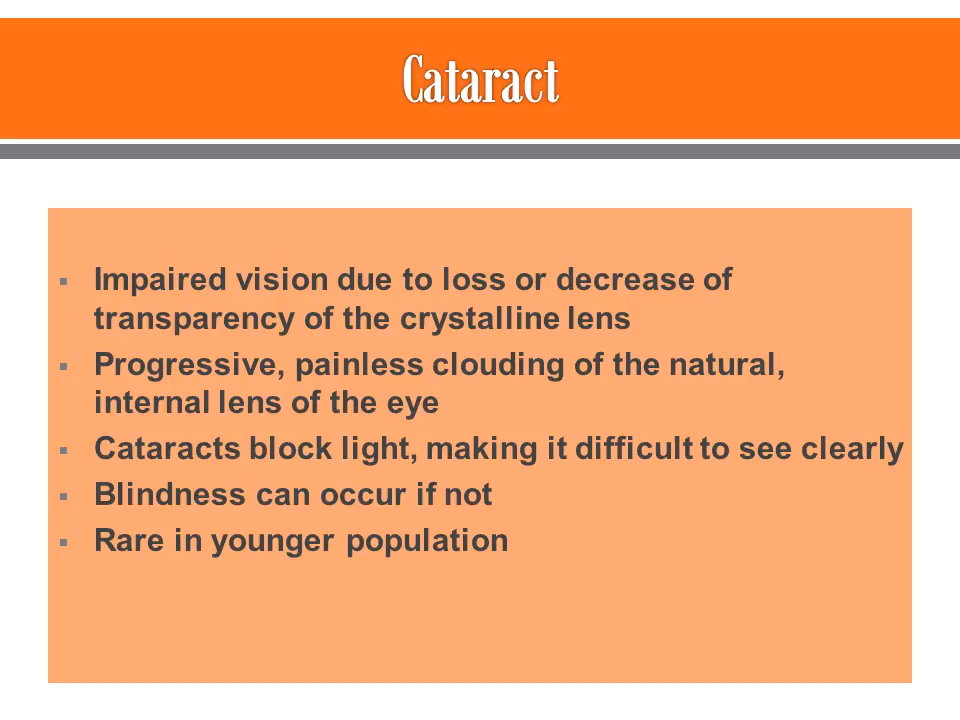 Cataract
▪ Impaired vision due to loss or decrease of
transparency of the crystalline lens
▪ Progressive, painless clouding of the natural,
internal lens of the eye
▪ Cataracts block light, making it difficult to see clearly
▪ Blindness can occur if not
▪ Rare in younger population